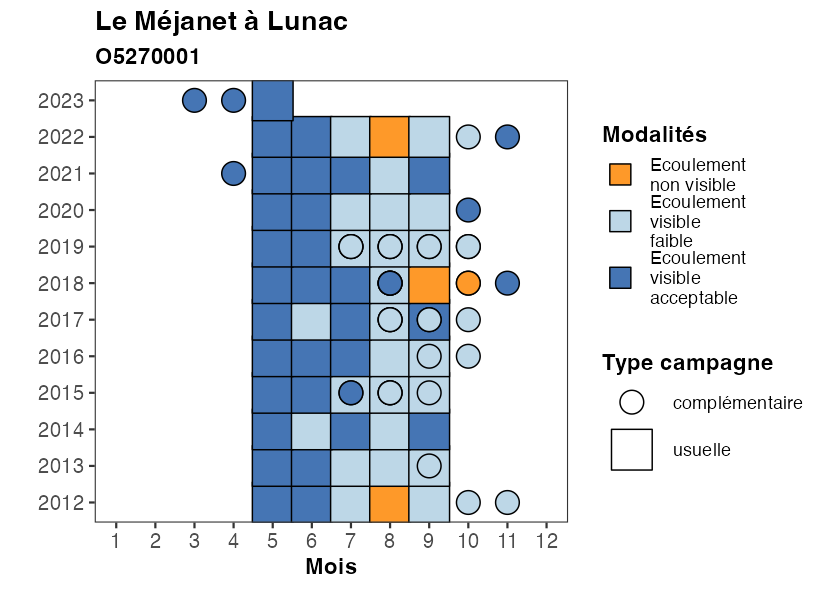 Le Méjanet à Lunac
O5270001
2023
2022
2021
2020
2019
2018
2017
2016
2015
2014
2013
2012
1 2 3 4 5 6 7 8 9 10 11 12
Mois
Modalités
Ecoulement
non visible
Ecoulement
visible
faible
Ecoulement
visible
acceptable
Type campagne
complémentaire
usuelle